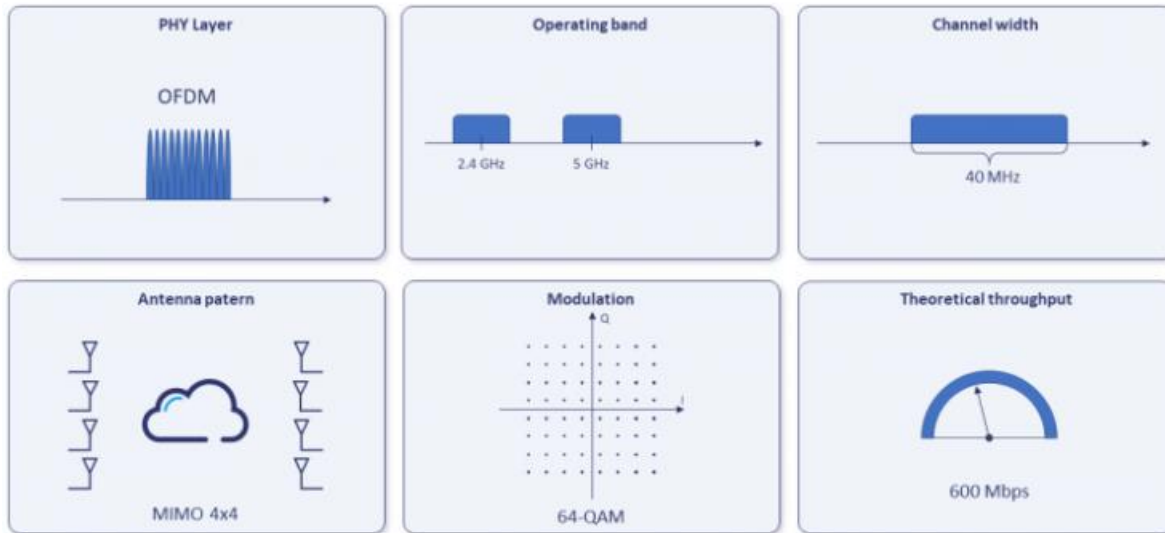 PHY Layer
OFDM
Operating band
2.4 GHz
5 GHz
Channel width
40 MHz
Antenna patern
MIMO 4x4
Modulation
Q
I
64-QAM
Theoretical throughput
600 Mbps